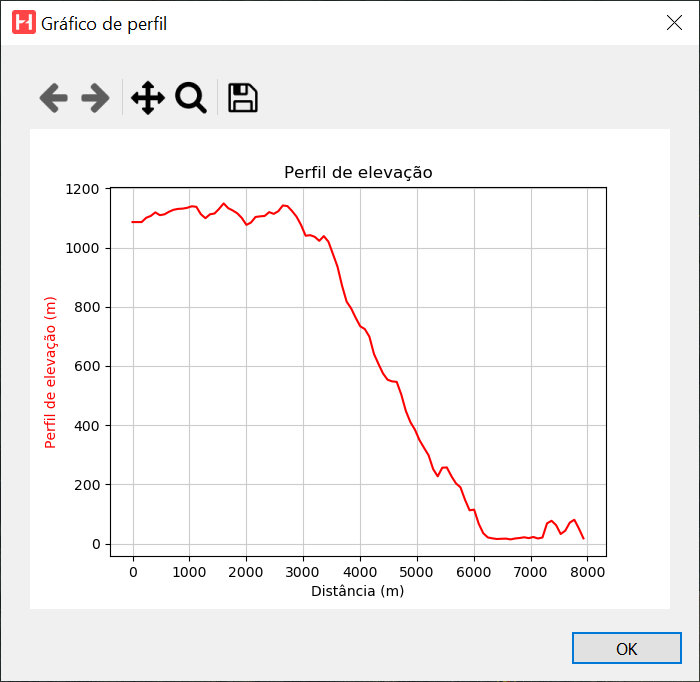 Gráfico de perfil
Perfil de elevação
Perfil de elevação (m)
1200
1000
800
600
400
200
0
0 1000 2000 3000 4000 5000 6000 7000 8000
Distância (m)
OK